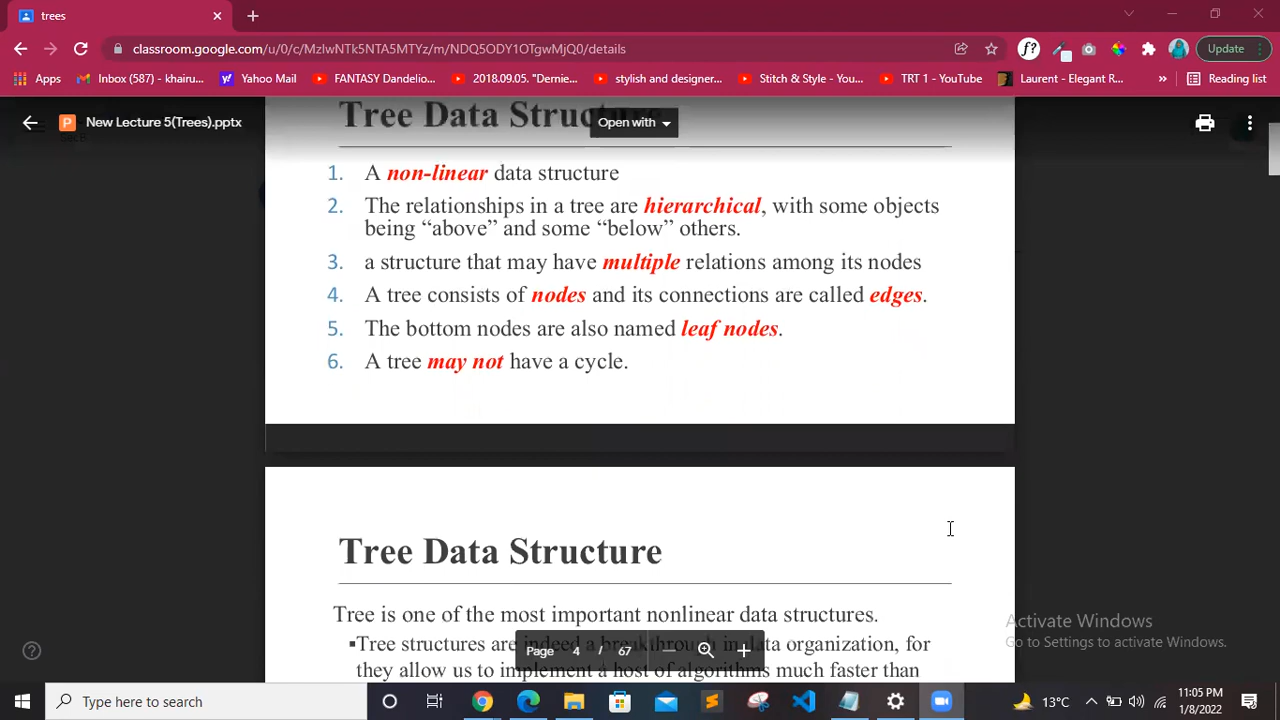 trees
classroom.google.com/u/0/c/MzIwNTk5NTA5MTYz/m/NDQ5ODY1OTgwMjQ0/details
Update
Apps
Inbox (587) - khairu...
Yahoo Mail
FANTASY Dandelio...
2018.09.05. "Dernie...
stylish and designer...
Stitch & Style - You...
TRT 1 - YouTube
Laurent - Elegant R...
»
Reading list
New Lecture 5(Trees).pptx
Open with
Tree Data Structure
1. A non-linear data structure
2. The relationships in a tree are hierarchical, with some objects
being “above” and some “below” others.
3. a structure that may have multiple relations among its nodes
4. A tree consists of nodes and its connections are called edges.
5. The bottom nodes are also named leaf nodes.
6. A tree may not have a cycle.
Tree Data Structure
Tree is one of the most important nonlinear data structures.
▪Tree structures are indeed a breakthrough in data organization, for
they allow us to implement a host of algorithms much faster than
Page 4 / 67
Activate Windows
Go to Settings to activate Windows.
Type here to search
13°C
11:05 PM
1/8/2022